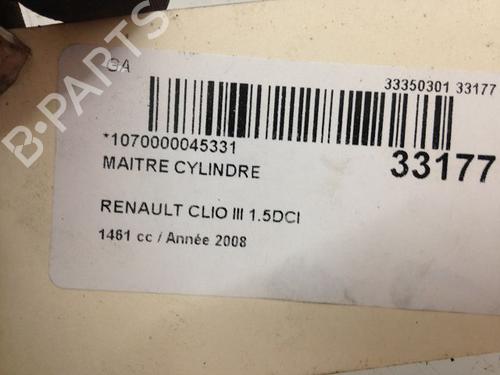 GA
33350301 33177
*1070000045331
33177
MAITRE CYLINDRE
RENAULT CLIO III 1.5DCI
1461 cc / Année 2008
B-PARTS